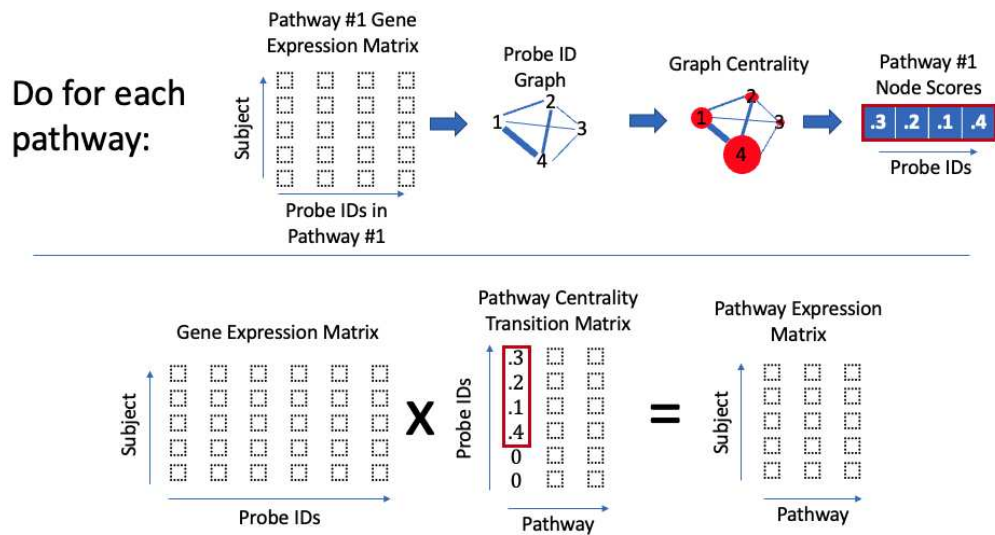 Do for each
pathway:
Pathway #1 Gene
Expression Matrix
Subject
Probe IDs in
Pathway #1
Probe ID
Graph
1
2
3
4
Graph Centrality
1
2
3
4
Pathway #1
Node Scores
.3 .2 .1 .4
Probe IDs
Gene Expression Matrix
Subject
Probe IDs
X
Pathway Centrality
Transition Matrix
Probe IDs
.3
.2
.1
.4
0
0
Pathway
=
Pathway Expression
Matrix
Subject
Pathway